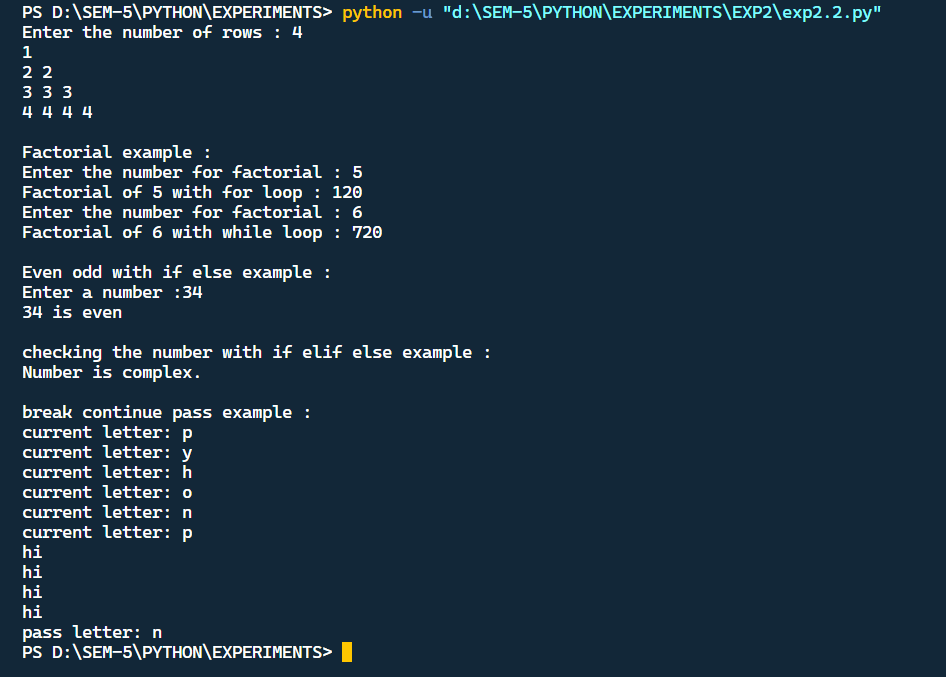 PS D:\SEM-5\PYTHON\EXPERIMENTS> python -u "d:\SEM-5\PYTHON\EXPERIMENTS\EXP2\exp2.2.py"
Enter the number of rows : 4
1
2 2
3 3 3
4 4 4 4

Factorial example :
Enter the number for factorial : 5
Factorial of 5 with for loop : 120
Enter the number for factorial : 6
Factorial of 6 with while loop : 720

Even odd with if else example :
Enter a number :34
34 is even

checking the number with if elif else example :
Number is complex.

break continue pass example :
current letter: p
current letter: y
current letter: h
current letter: o
current letter: n
current letter: p
hi
hi
hi
hi
pass letter: n
PS D:\SEM-5\PYTHON\EXPERIMENTS>